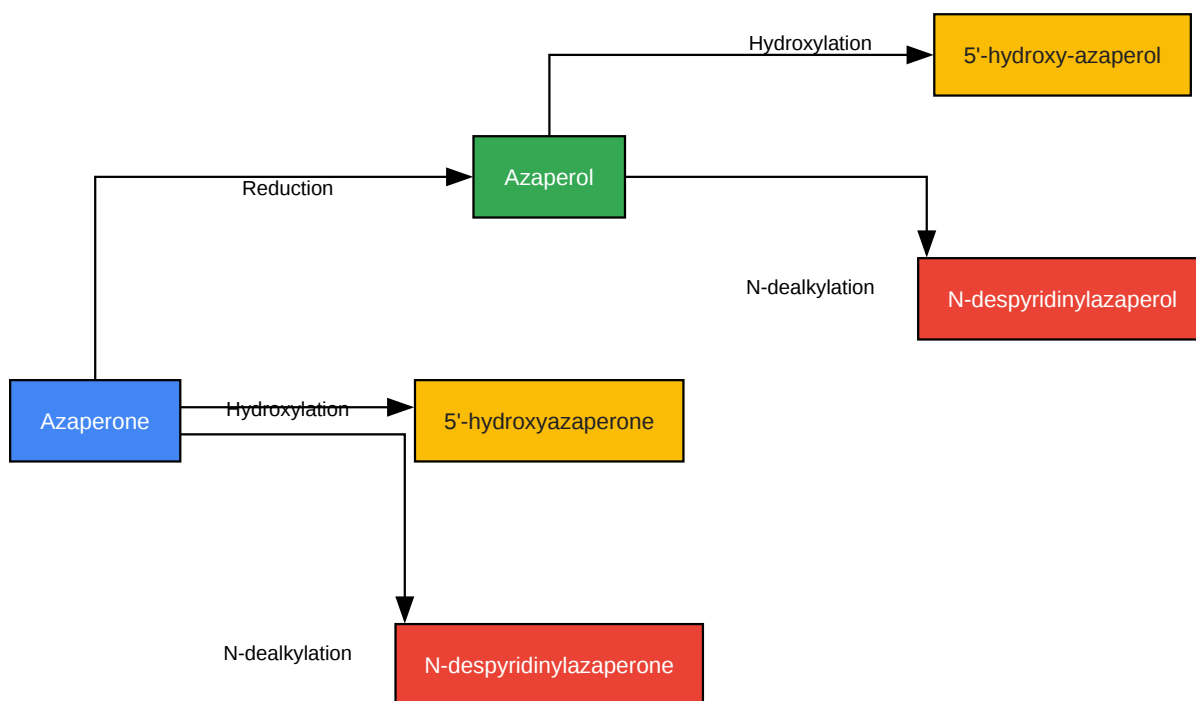 Hydroxylation
5'-hydroxy-azaperol
Azaperol
Reduction
N-dealkylation
N-despyridinylazaperol
Azaperone
Hydroxylation
5'-hydroxyazaperone
N-dealkylation
N-despyridinylazaperone